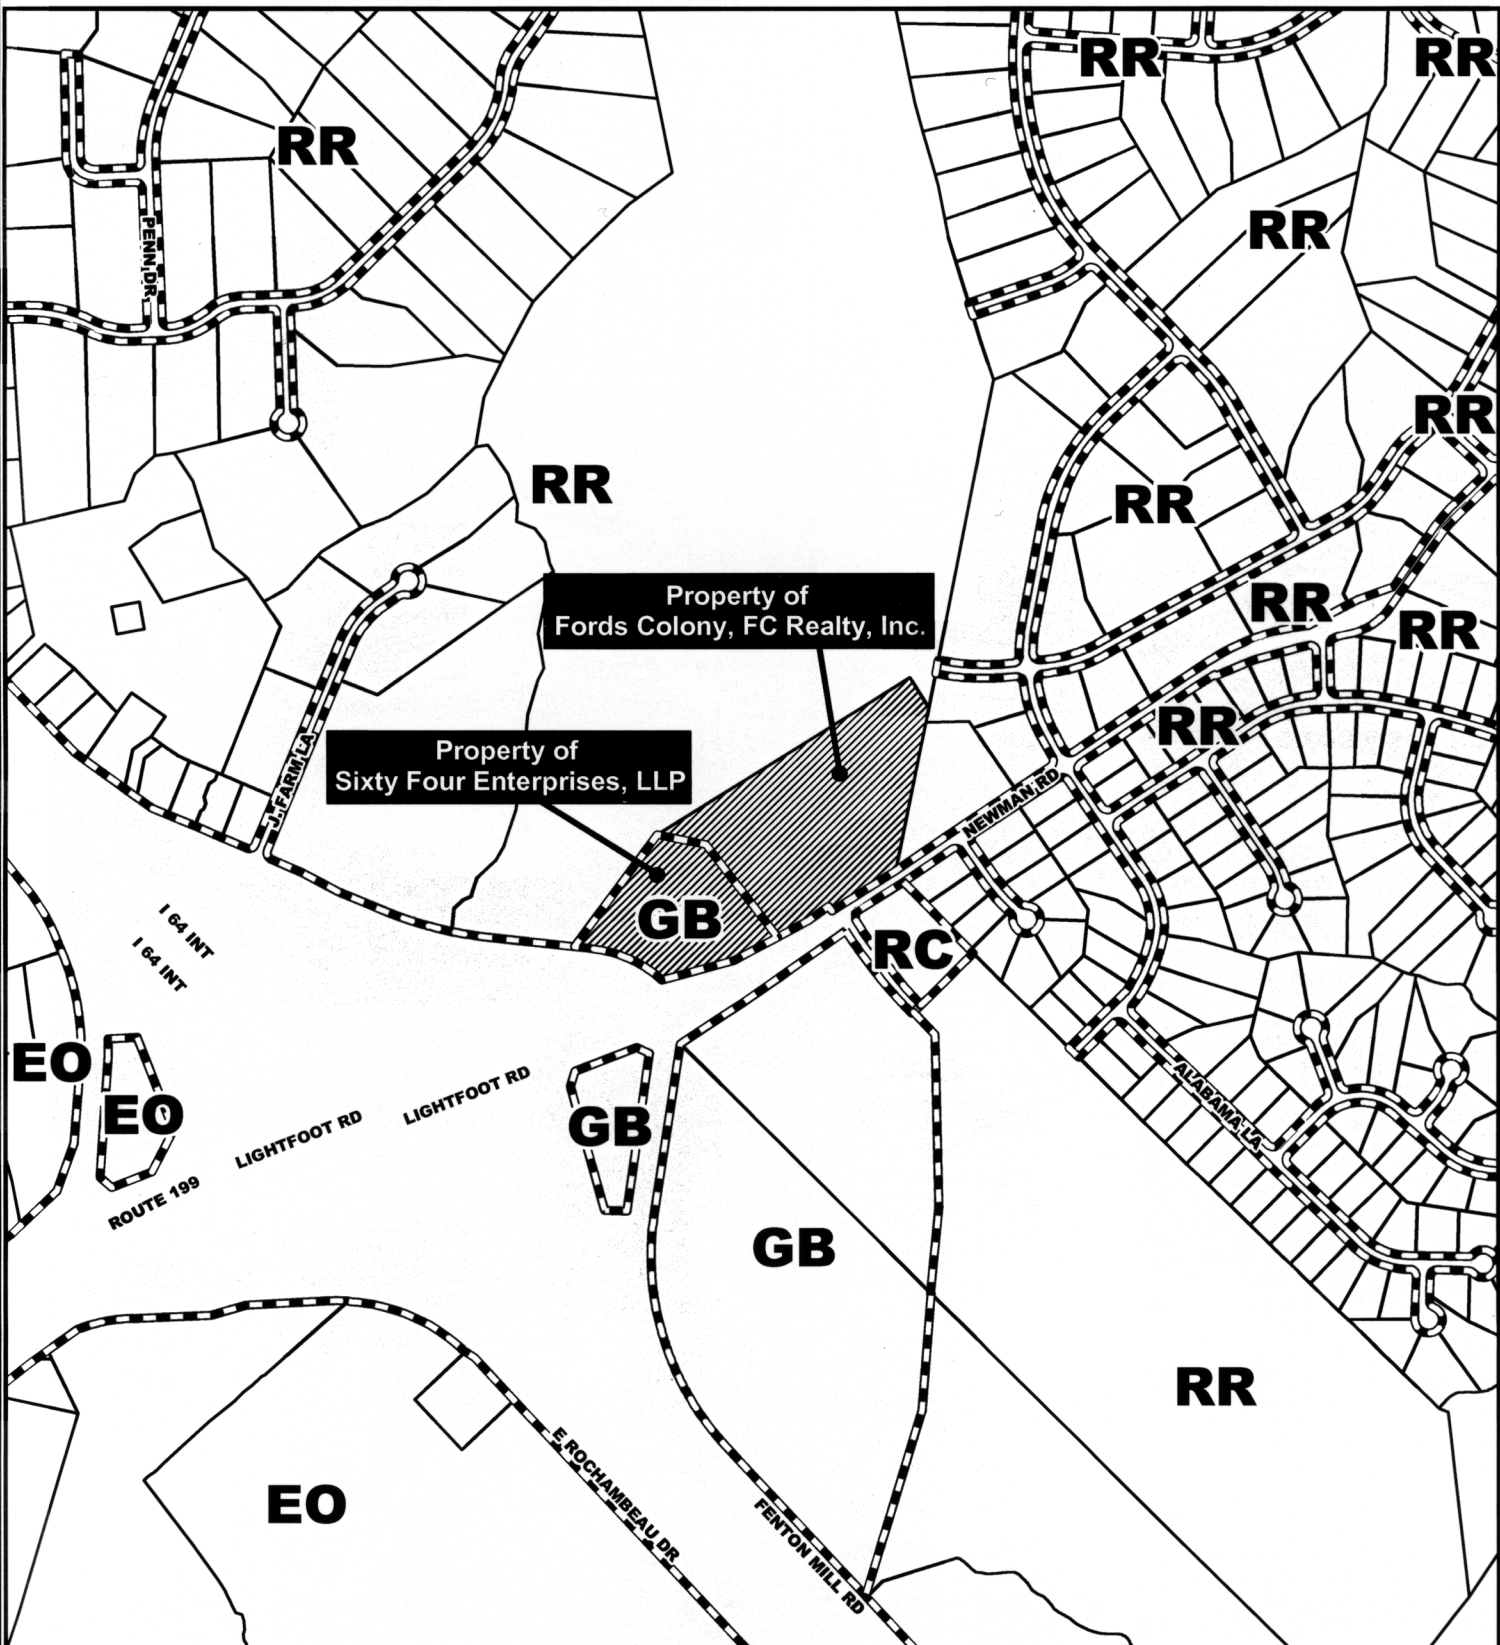 RR
RR
RR
PENN DR
RR
RR
RR
RR
Property of
Fords Colony, FC Realty, Inc.
RR
RR
RR
Property of
Sixty Four Enterprises, LLP
J. FARM LA
NEWMAN RD
GB
RC
I 64 INT
I 64 INT
EO
EO
GB
LIGHTFOOT RD
LIGHTFOOT RD
ROUTE 199
ALABAMA LA
GB
RR
EO
E ROCHAMBEAU DR
FENTON MILL RD